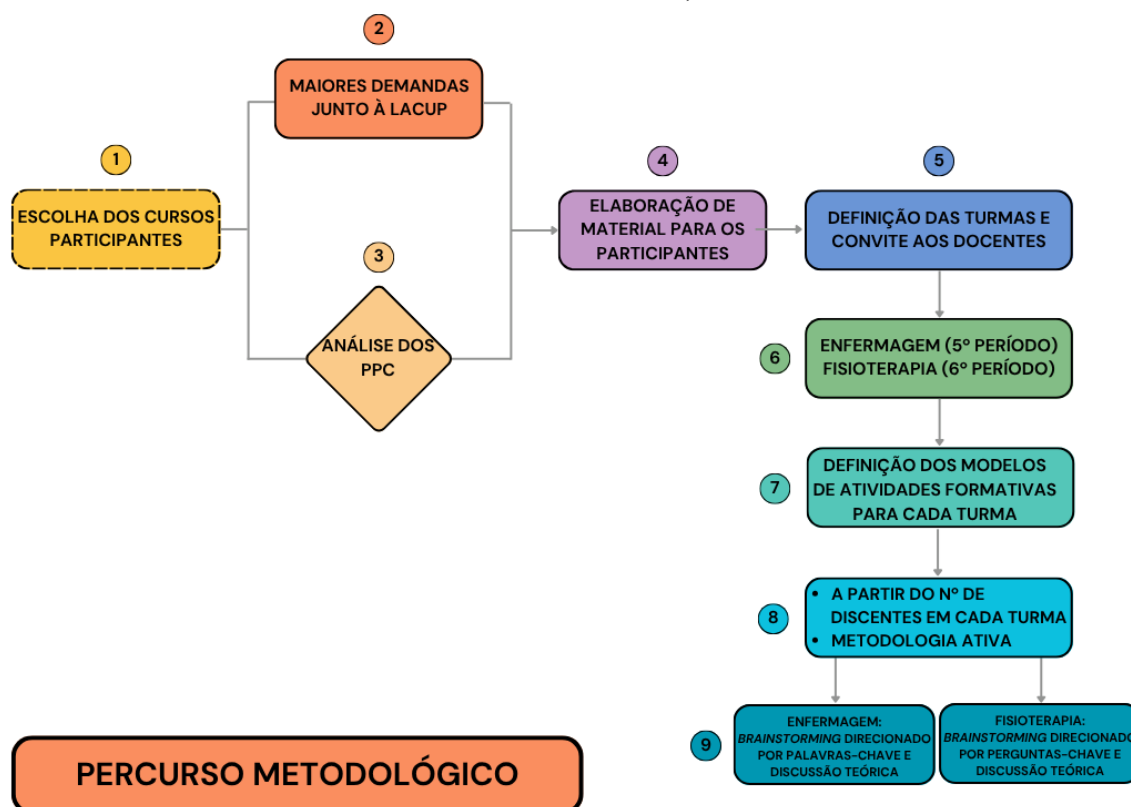 1
ESCOLHA DOS CURSOS
PARTICIPANTES
2
MAIORES DEMANDAS
JUNTO À LACUP
3
ANÁLISE DOS
PPC
4
ELABORAÇÃO DE
MATERIAL PARA OS
PARTICIPANTES
5
DEFINIÇÃO DAS TURMAS E
CONVITE AOS DOCENTES
6
ENFERMAGEM (5º PERÍODO)
FISIOTERAPIA (6º PERÍODO)
7
DEFINIÇÃO DOS MODELOS
DE ATIVIDADES FORMATIVAS
PARA CADA TURMA
8
• A PARTIR DO Nº DE
DISCENTES EM CADA TURMA
• METODOLOGIA ATIVA
9
ENFERMAGEM:
BRAINSTORMING DIRECIONADO
POR PALAVRAS-CHAVE E
DISCUSSÃO TEÓRICA
FISIOTERAPIA:
BRAINSTORMING DIRECIONADO
POR PERGUNTAS-CHAVE E
DISCUSSÃO TEÓRICA
PERCURSO METODOLÓGICO